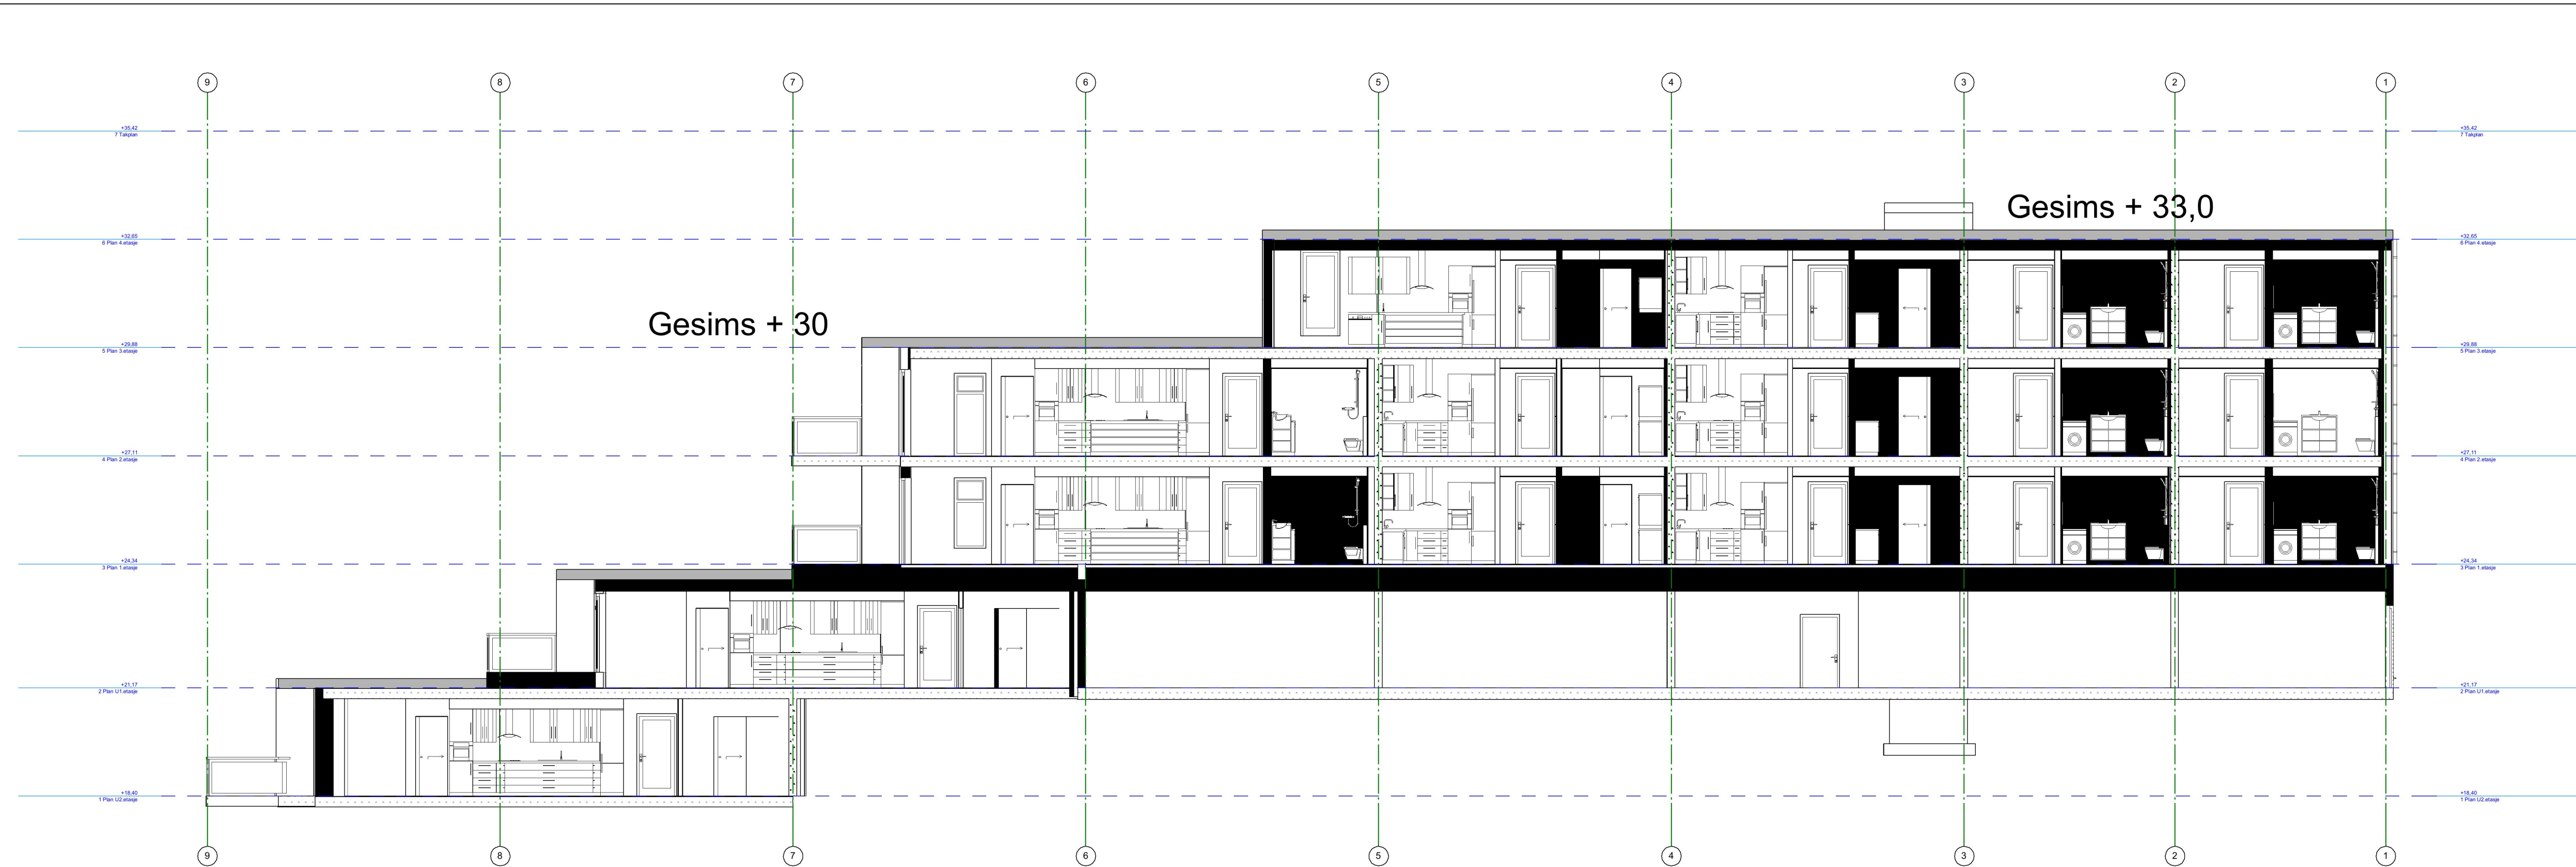 9 8 7 6 5 4 3 2 1
+35,42
7 Takplan
+35,42
7 Takplan
Gesims + 33,0
+32,65
6 Plan 4.etasje
+32,65
6 Plan 4.etasje
Gesims + 30
+29,88
5 Plan 3.etasje
+29,88
5 Plan 3.etasje
+27,11
4 Plan 2.etasje
+27,11
4 Plan 2.etasje
+24,34
3 Plan 1.etasje
+24,34
3 Plan 1.etasje
+21,17
2 Plan U1.etasje
+21,17
2 Plan U1.etasje
+18,40
1 Plan U2.etasje
+18,40
1 Plan U2.etasje
9 8 7 6 5 4 3 2 1